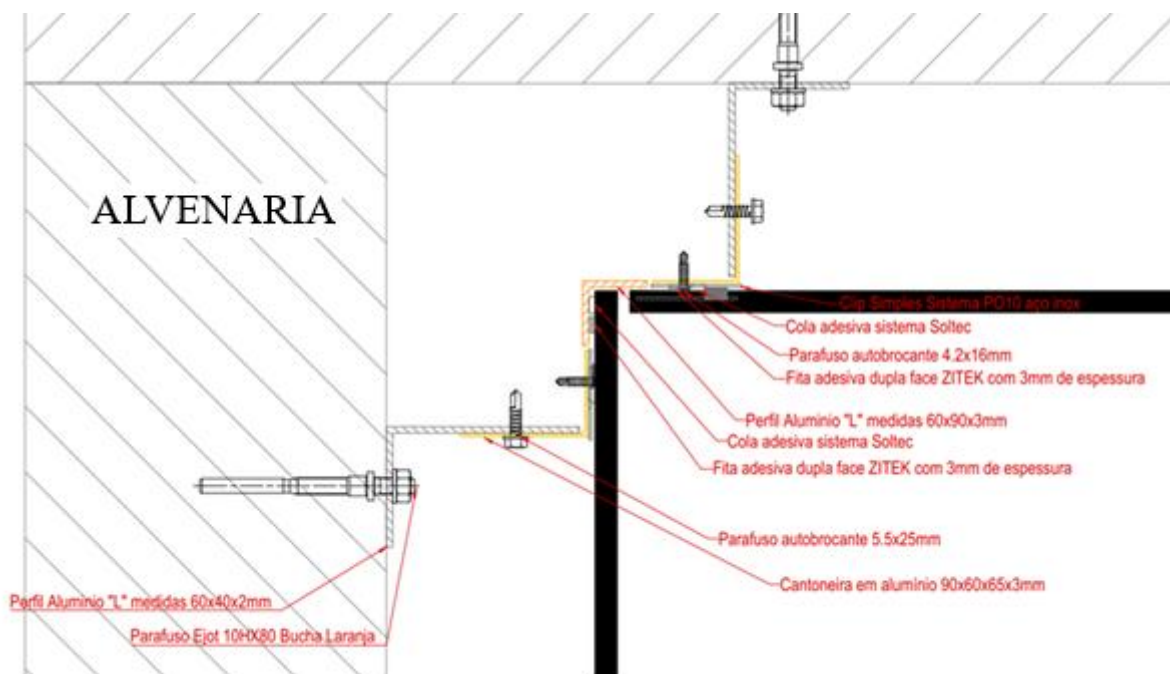 ALVENARIA
Clip Simples Sistema PO10 aço inox
Cola adesiva sistema Soltec
Parafuso autobrocante 4.2x16mm
Fita adesiva dupla face ZITEK com 3mm de espessura
Perfil Aluminio "L" medidas 60x90x3mm
Cola adesiva sistema Soltec
Fita adesiva dupla face ZITEK com 3mm de espessura
Parafuso autobrocante 5.5x25mm
Cantoneira em alumínio 90x60x65x3mm
Perfil Aluminio "L" medidas 60x40x2mm
Parafuso Ejot 10HX80 Bucha Laranja